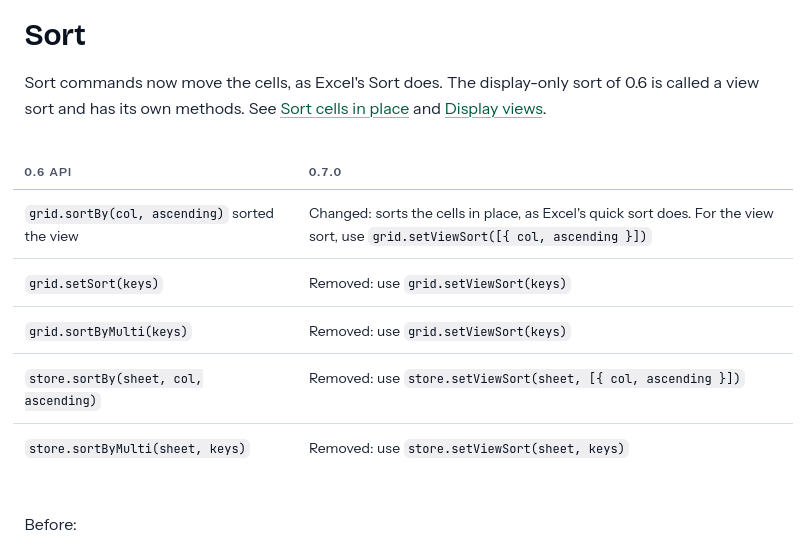 Sort
Sort commands now move the cells, as Excel's Sort does. The display-only sort of 0.6 is called a view
sort and has its own methods. See Sort cells in place and Display views.
0.6 API
0.7.0
grid.sortBy(col, ascending) sorted
the view
Changed: sorts the cells in place, as Excel's quick sort does. For the view
sort, use grid.setViewSort([{ col, ascending }])
grid.setSort(keys)
Removed: use grid.setViewSort(keys)
grid.sortByMulti(keys)
Removed: use grid.setViewSort(keys)
store.sortBy(sheet, col,
ascending)
Removed: use store.setViewSort(sheet, [{ col, ascending }])
store.sortByMulti(sheet, keys)
Removed: use store.setViewSort(sheet, keys)
Before: